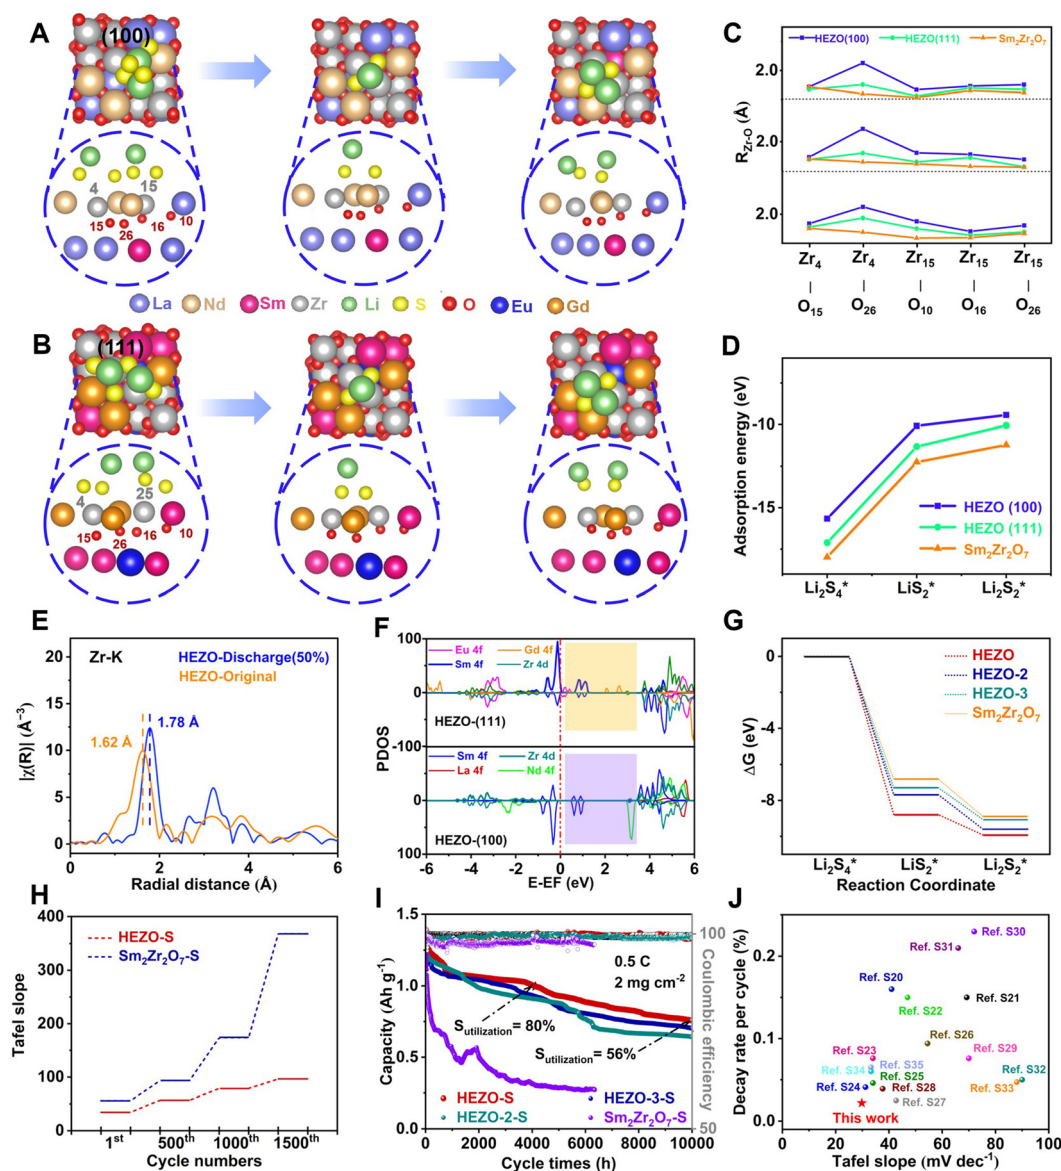 A
(100)
4
15
15
26
16
10
La Nd Sm Zr Li S O Eu Gd
B
(111)
4
25
15
26
16
10
C
HEZO(100) HEZO(111) Sm₂Zr₂O₇
2.0
2.0
2.0
R_Zr-O (Å)
Zr₄ Zr₄ Zr₁₅ Zr₁₅ Zr₁₅
| | | | |
O₁₅ O₂₆ O₁₀ O₁₆ O₂₆
D
Adsorption energy (eV)
-10
-15
HEZO (100)
HEZO (111)
Sm₂Zr₂O₇
Li₂S₄* LiS₂* Li₂S₂*
E
Zr-K
HEZO-Discharge(50%)
HEZO-Original
1.78 Å
1.62 Å
|χ(R)| (Å⁻³)
20
15
10
5
0
0 2 4 6
Radial distance (Å)
F
PDOS
100
0
-100
0
100
Eu 4f Gd 4f
Sm 4f Zr 4d
HEZO-(111)
Sm 4f Zr 4d
La 4f Nd 4f
HEZO-(100)
-6 -4 -2 0 2 4 6
E-EF (eV)
G
ΔG (eV)
0
-4
-8
HEZO
HEZO-2
HEZO-3
Sm₂Zr₂O₇
Li₂S₄* LiS₂* Li₂S₂*
Reaction Coordinate
H
Tafel slope
400
300
200
100
0
HEZO-S
Sm₂Zr₂O₇-S
1ˢᵗ 500ᵗʰ 1000ᵗʰ 1500ᵗʰ
Cycle numbers
I
Capacity (Ah g⁻¹)
1.5
1.0
0.5
0.0
0.5 C
2 mg cm⁻²
S_utilization = 80%
S_utilization = 56%
HEZO-S HEZO-3-S
HEZO-2-S Sm₂Zr₂O₇-S
100
50
Coulombic efficiency
0 2000 4000 6000 8000 10000
Cycle times (h)
J
Decay rate per cycle (%)
0.2
0.1
0.0
Ref. S30
Ref. S31
Ref. S20
Ref. S21
Ref. S22
Ref. S26
Ref. S23
Ref. S29
Ref. S35
Ref. S34
Ref. S25
Ref. S32
Ref. S24
Ref. S28
Ref. S33
Ref. S27
This work
0 20 40 60 80 100
Tafel slope (mV dec⁻¹)